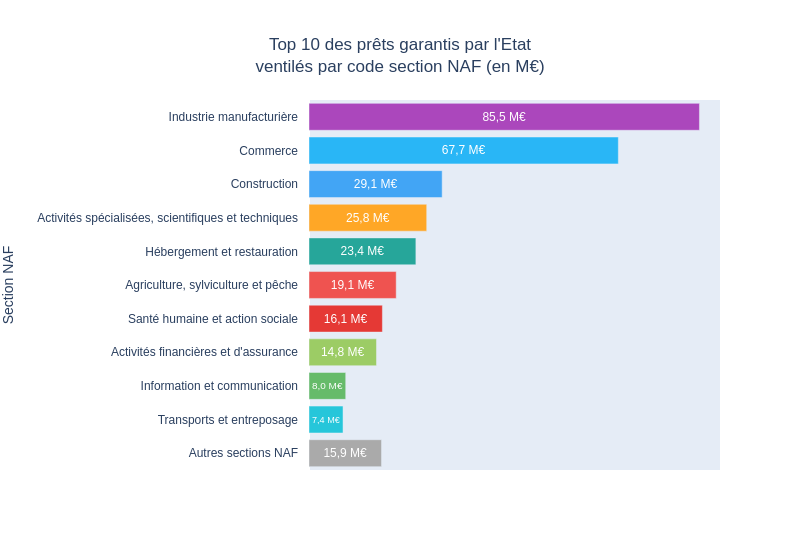 Top 10 des prêts garantis par l'Etat
ventilés par code section NAF (en M€)
Section NAF
Industrie manufacturière 85,5 M€
Commerce 67,7 M€
Construction 29,1 M€
Activités spécialisées, scientifiques et techniques 25,8 M€
Hébergement et restauration 23,4 M€
Agriculture, sylviculture et pêche 19,1 M€
Santé humaine et action sociale 16,1 M€
Activités financières et d'assurance 14,8 M€
Information et communication 8,0 M€
Transports et entreposage 7,4 M€
Autres sections NAF 15,9 M€